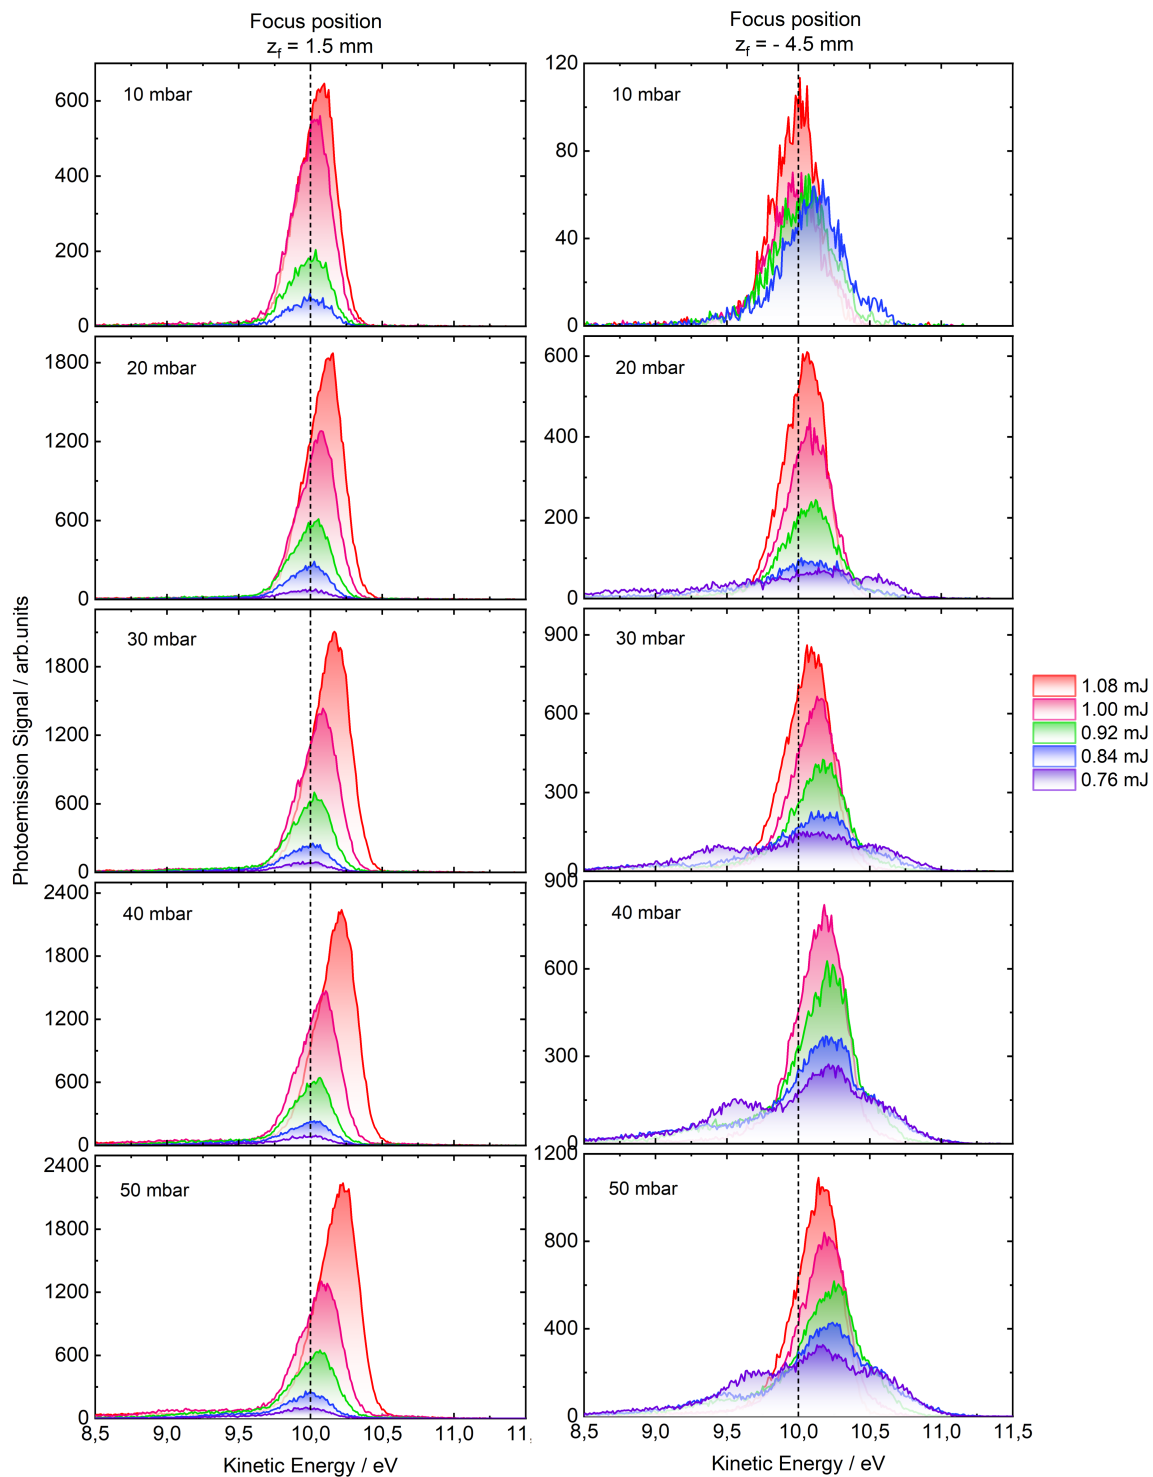 Focus position
z_f = 1.5 mm
Focus position
z_f = - 4.5 mm
Photoemission Signal / arb.units
10 mbar
600
400
200
0
10 mbar
120
80
40
0
20 mbar
1800
1200
600
0
20 mbar
600
400
200
0
30 mbar
1800
1200
600
0
30 mbar
900
600
300
0
1.08 mJ
1.00 mJ
0.92 mJ
0.84 mJ
0.76 mJ
40 mbar
2400
1800
1200
600
0
40 mbar
900
600
300
0
50 mbar
2400
1800
1200
600
0
50 mbar
1200
800
400
0
8,5 9,0 9,5 10,0 10,5 11,0 11,
8,5 9,0 9,5 10,0 10,5 11,0 11,5
Kinetic Energy / eV
Kinetic Energy / eV